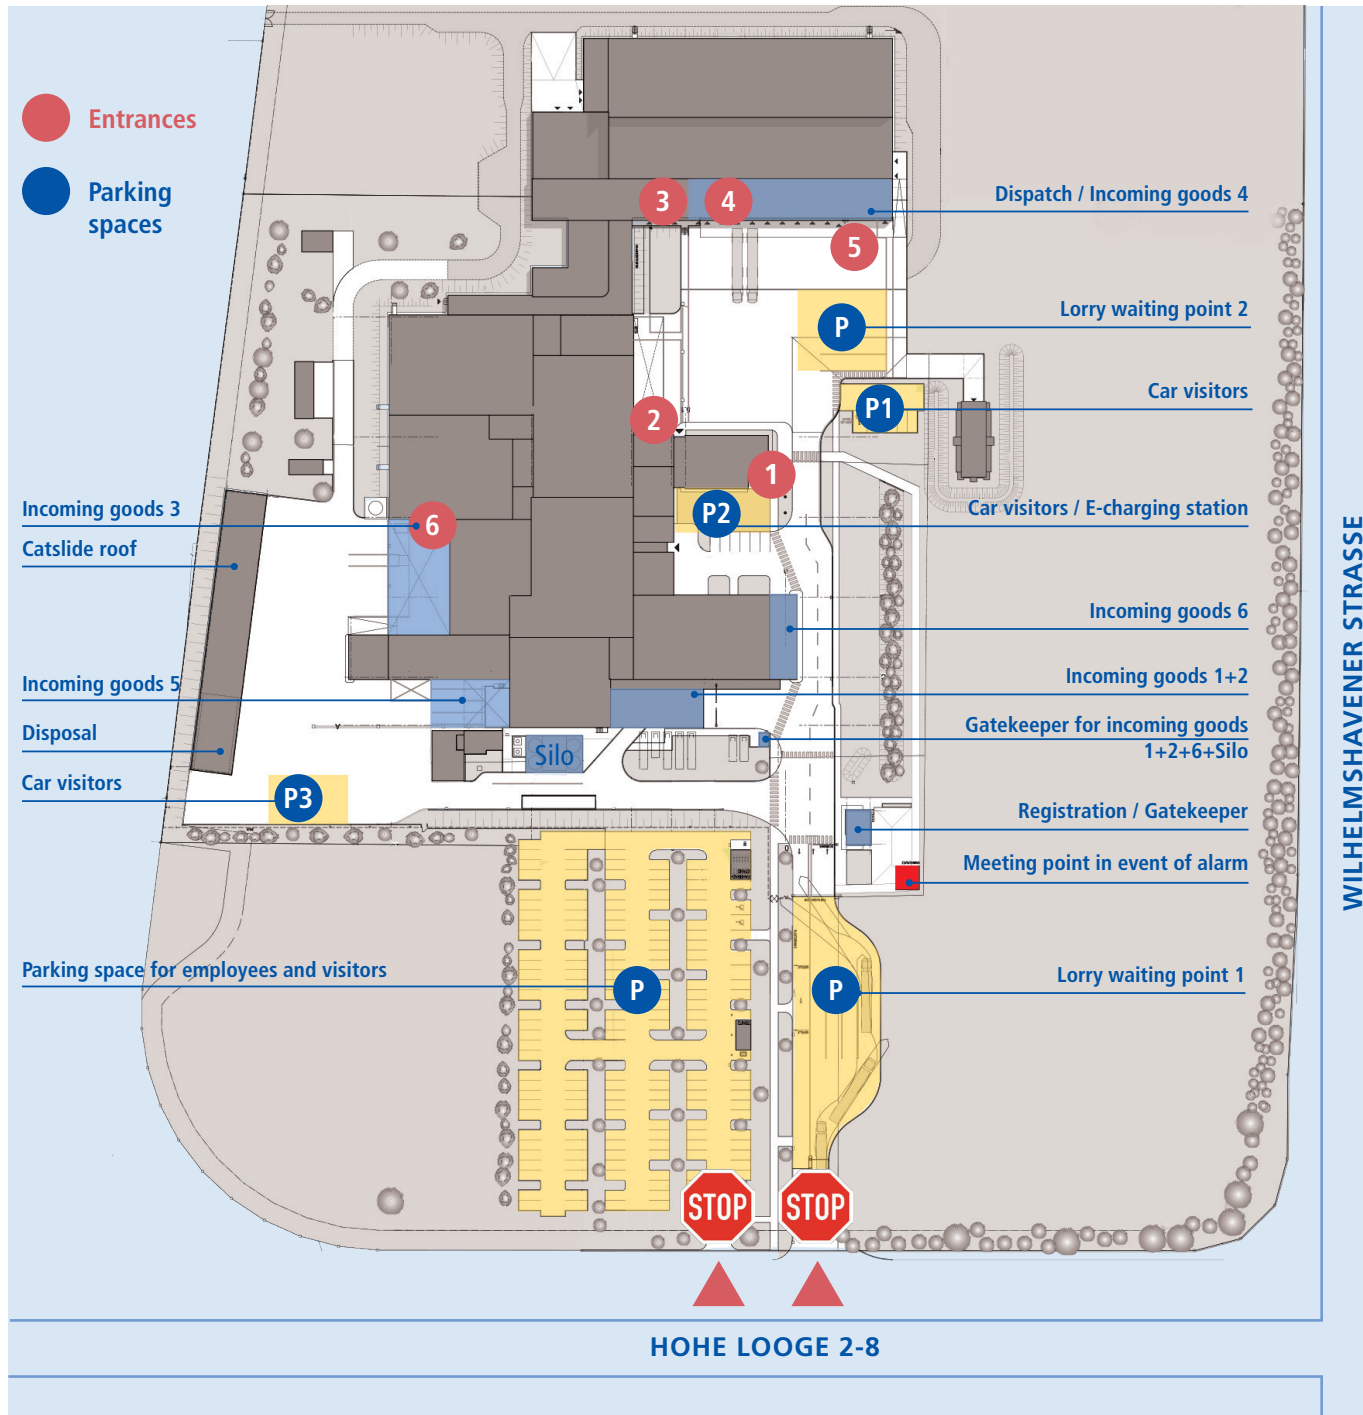 Entrances
Parking
spaces
3
4
5
Dispatch / Incoming goods 4
P
Lorry waiting point 2
P1
Car visitors
2
1
P2
Car visitors / E-charging station
Incoming goods 3
6
Catslide roof
Incoming goods 6
Incoming goods 5
Incoming goods 1+2
Disposal
Silo
Gatekeeper for incoming goods
1+2+6+Silo
Car visitors
P3
Registration / Gatekeeper
Meeting point in event of alarm
Parking space for employees and visitors
P
P
Lorry waiting point 1
STOP
STOP
HOHE LOOGE 2-8
WILHELMSHAVENER STRASSE